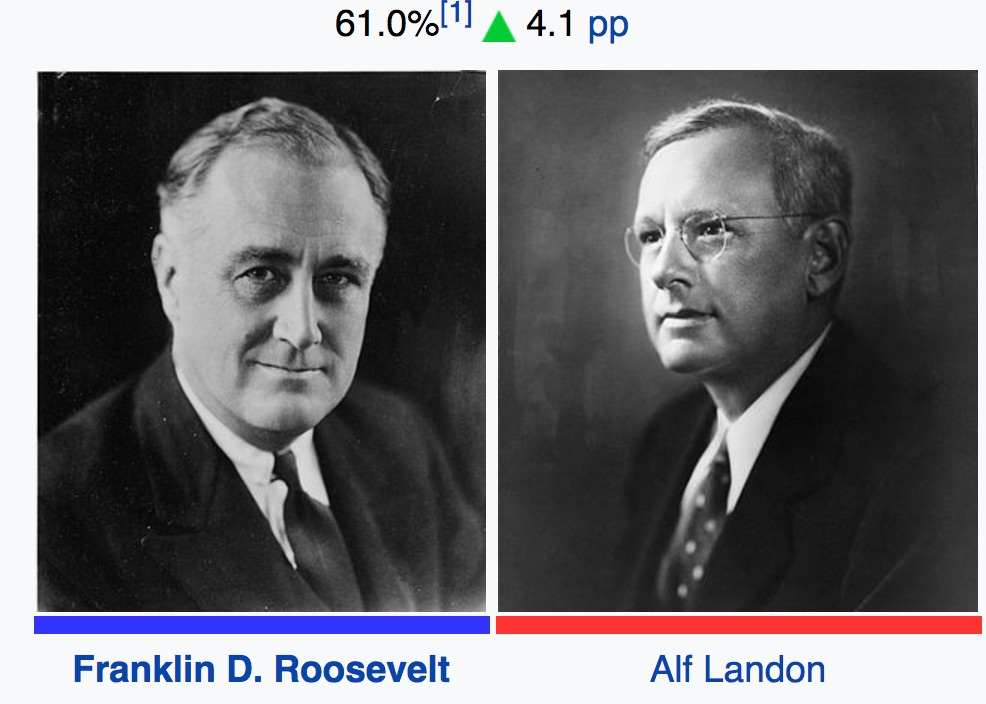 61.0%[1] ▲ 4.1 pp
Franklin D. Roosevelt
Alf Landon